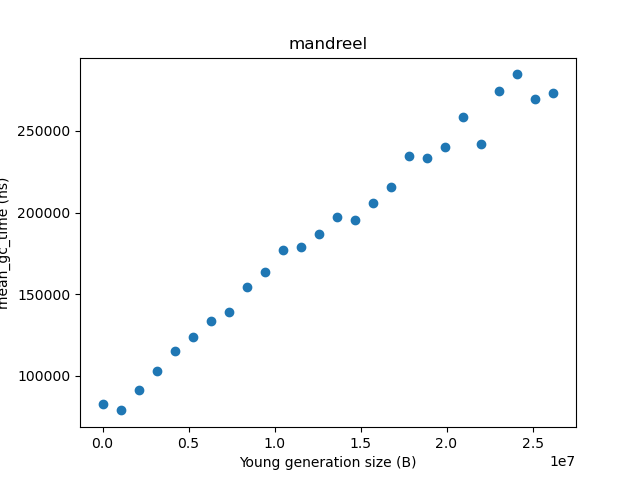 mandreel
mean_gc_time (ns)
250000
200000
150000
100000
0.0 0.5 1.0 1.5 2.0 2.5
1e7
Young generation size (B)